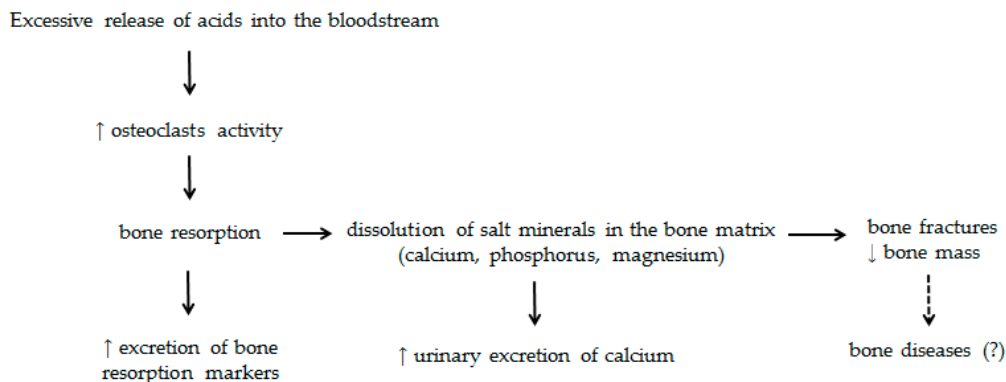 Excessive release of acids into the bloodstream
↑ osteoclasts activity
bone resorption
dissolution of salt minerals in the bone matrix
(calcium, phosphorus, magnesium)
bone fractures
↓ bone mass
↑ excretion of bone
resorption markers
↑ urinary excretion of calcium
bone diseases (?)